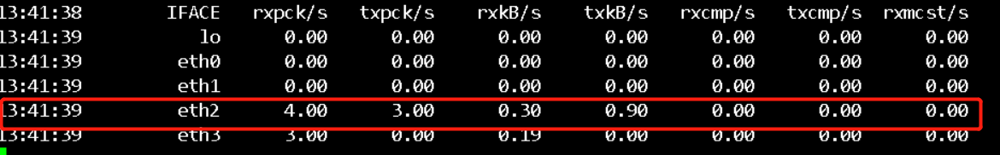 13:41:38 IFACE rxpck/s txpck/s rxkB/s txkB/s rxcmp/s txcmp/s rxmcst/s
13:41:39 lo 0.00 0.00 0.00 0.00 0.00 0.00 0.00
13:41:39 eth0 0.00 0.00 0.00 0.00 0.00 0.00 0.00
13:41:39 eth1 0.00 0.00 0.00 0.00 0.00 0.00 0.00
13:41:39 eth2 4.00 3.00 0.30 0.90 0.00 0.00 0.00
13:41:39 eth3 3.00 0.00 0.19 0.00 0.00 0.00 0.00